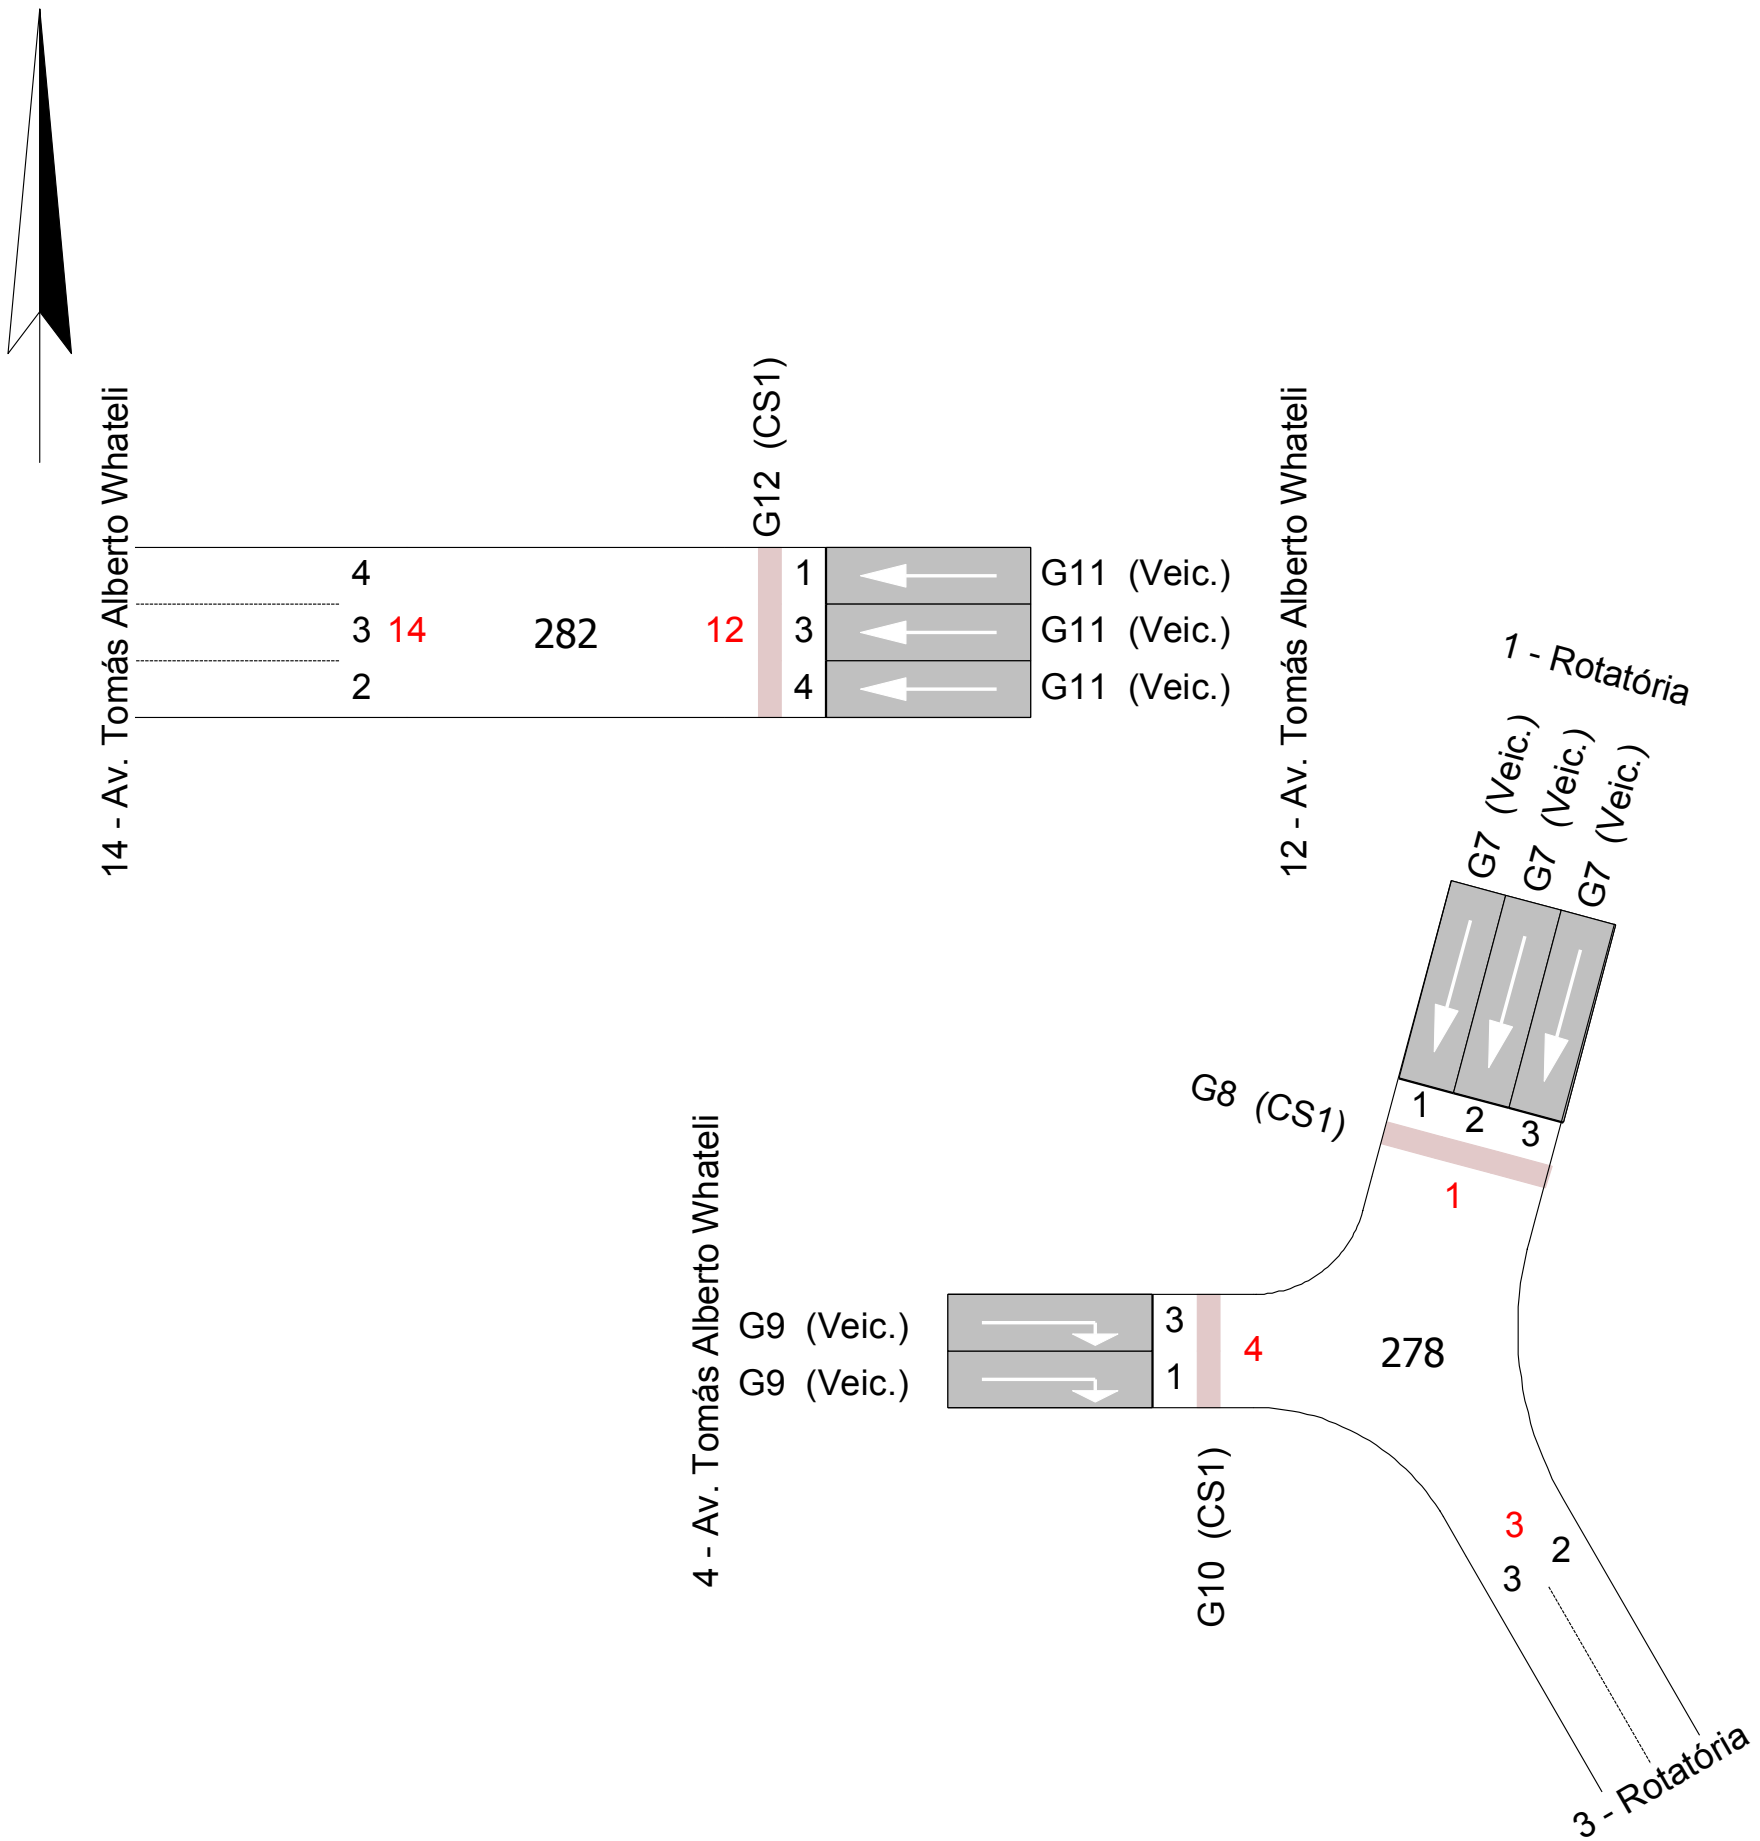 14 - Av. Tomás Alberto Whateli
G12 (CS1)
12 - Av. Tomás Alberto Whateli
4
3
2
14
282
12
1
3
4
G11 (Veic.)
G11 (Veic.)
G11 (Veic.)
1 - Rotatória
G7 (Veic.)
G7 (Veic.)
G7 (Veic.)
G8 (CS1)
1
2
3
1
4 - Av. Tomás Alberto Whateli
G9 (Veic.)
G9 (Veic.)
3
1
4
278
G10 (CS1)
3
2
3
3 - Rotatória